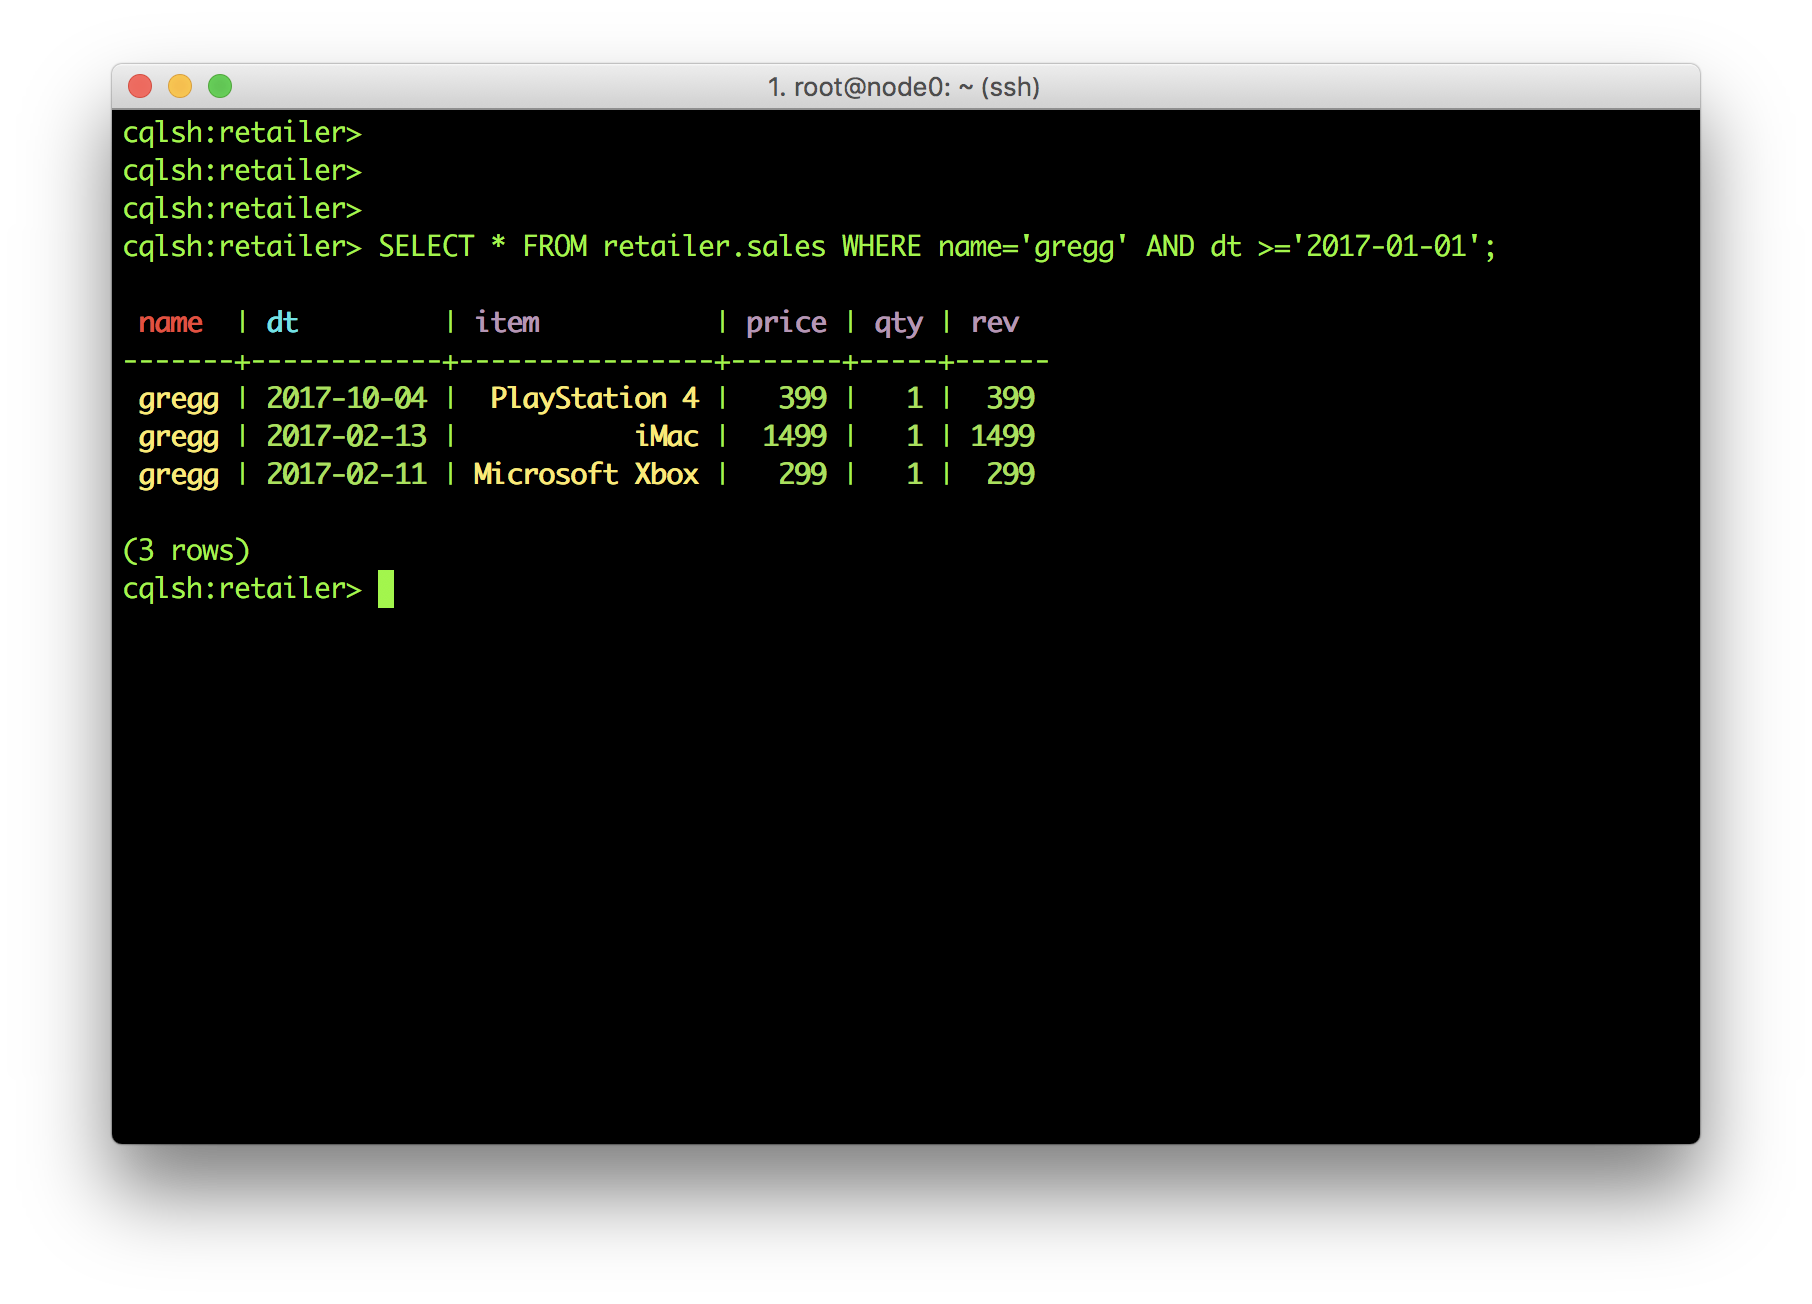 1. root@node0: ~ (ssh)
cqlsh:retailer>
cqlsh:retailer>
cqlsh:retailer>
cqlsh:retailer> SELECT * FROM retailer.sales WHERE name='gregg' AND dt >='2017-01-01';
 name  | dt         | item           | price | qty | rev
-------+------------+----------------+-------+-----+------
 gregg | 2017-10-04 |  PlayStation 4 |   399 |   1 |  399
 gregg | 2017-02-13 |           iMac |  1499 |   1 | 1499
 gregg | 2017-02-11 | Microsoft Xbox |   299 |   1 |  299
(3 rows)
cqlsh:retailer>